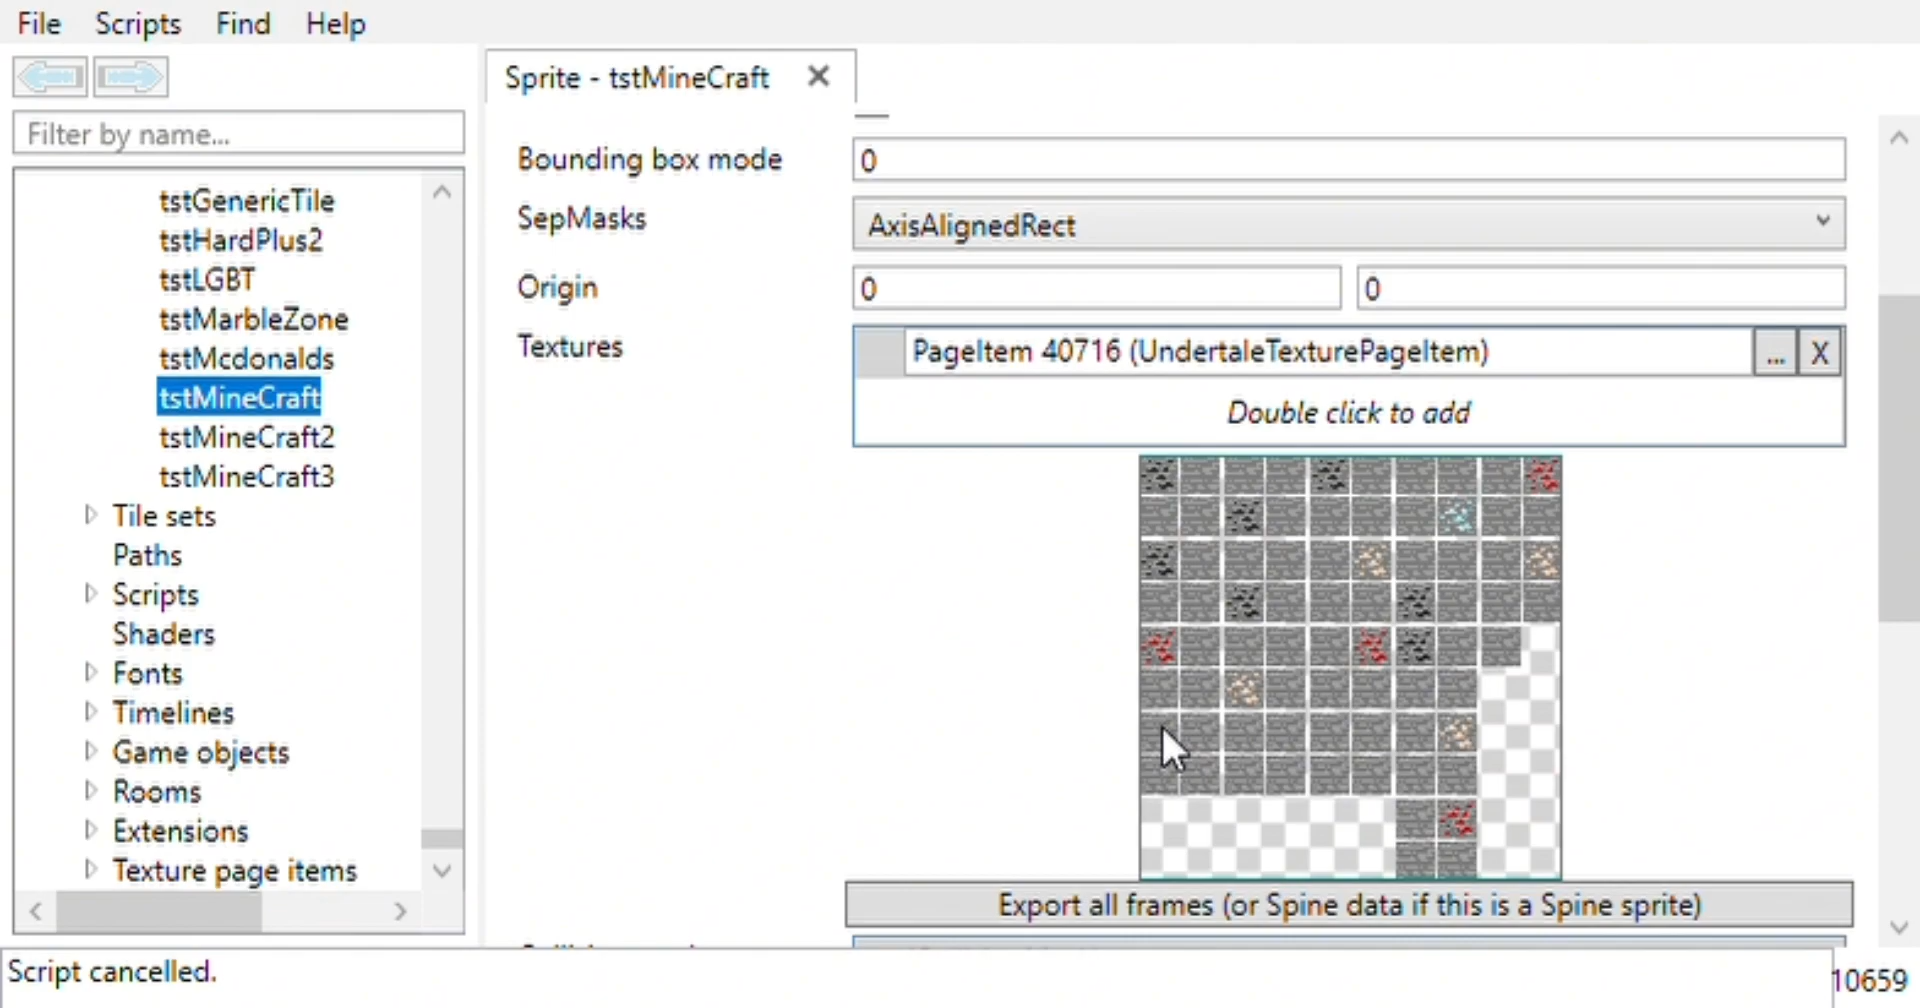 File Scripts Find Help
Sprite - tstMineCraft
Filter by name...
tstGenericTile
tstHardPlus2
tstLGBT
tstMarbleZone
tstMcdonalds
tstMineCraft
tstMineCraft2
tstMineCraft3
Tile sets
Paths
Scripts
Shaders
Fonts
Timelines
Game objects
Rooms
Extensions
Texture page items
Bounding box mode 0
SepMasks AxisAlignedRect
Origin 0 0
Textures PageItem 40716 (UndertaleTexturePageItem) ... X
Double click to add
Export all frames (or Spine data if this is a Spine sprite)
Script cancelled.
10659